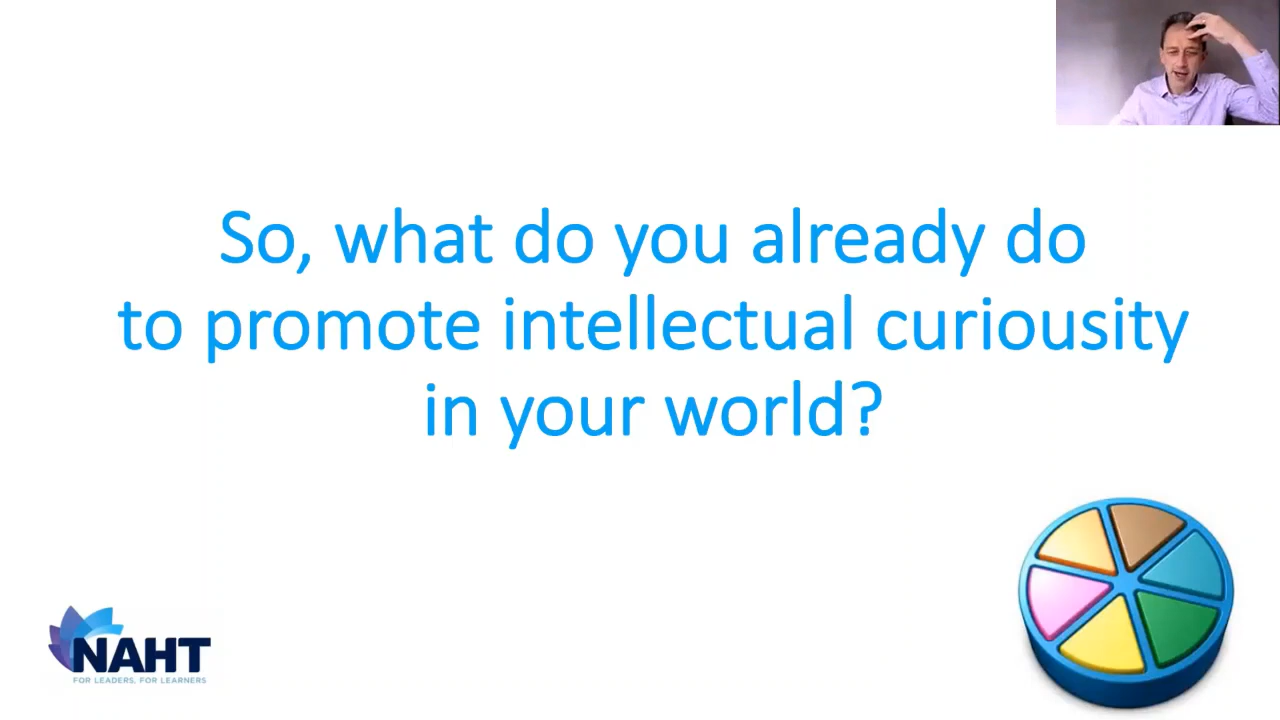 So, what do you already do
to promote intellectual curiousity
in your world?
NAHT
FOR LEADERS, FOR LEARNERS